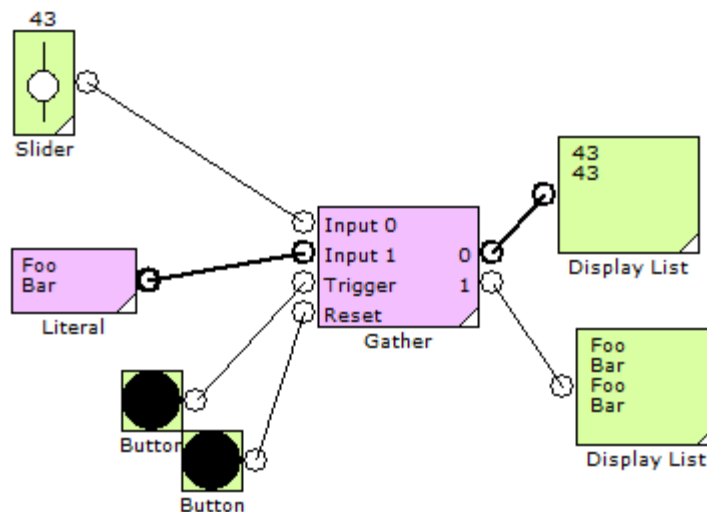 43
Slider
Foo
Bar
Literal
Input 0
Input 1 0
Trigger 1
Reset
Gather
43
43
Display List
Foo
Bar
Foo
Bar
Display List
Button
Button